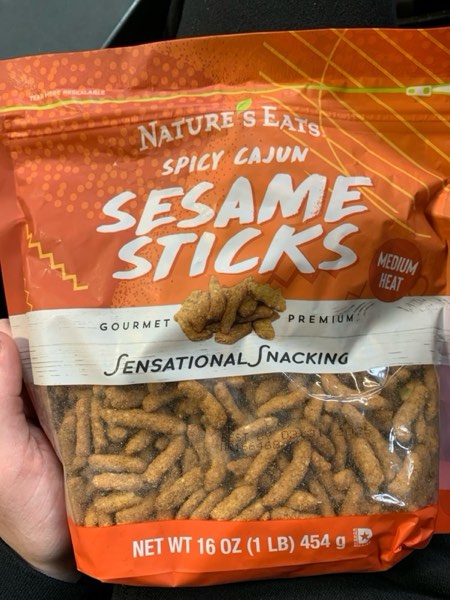 NATURE'S EATS
SPICY CAJUN
SESAME
STICKS
MEDIUM
HEAT
GOURMET PREMIUM
SENSATIONAL SNACKING
NET WT 16 OZ (1 LB) 454 g